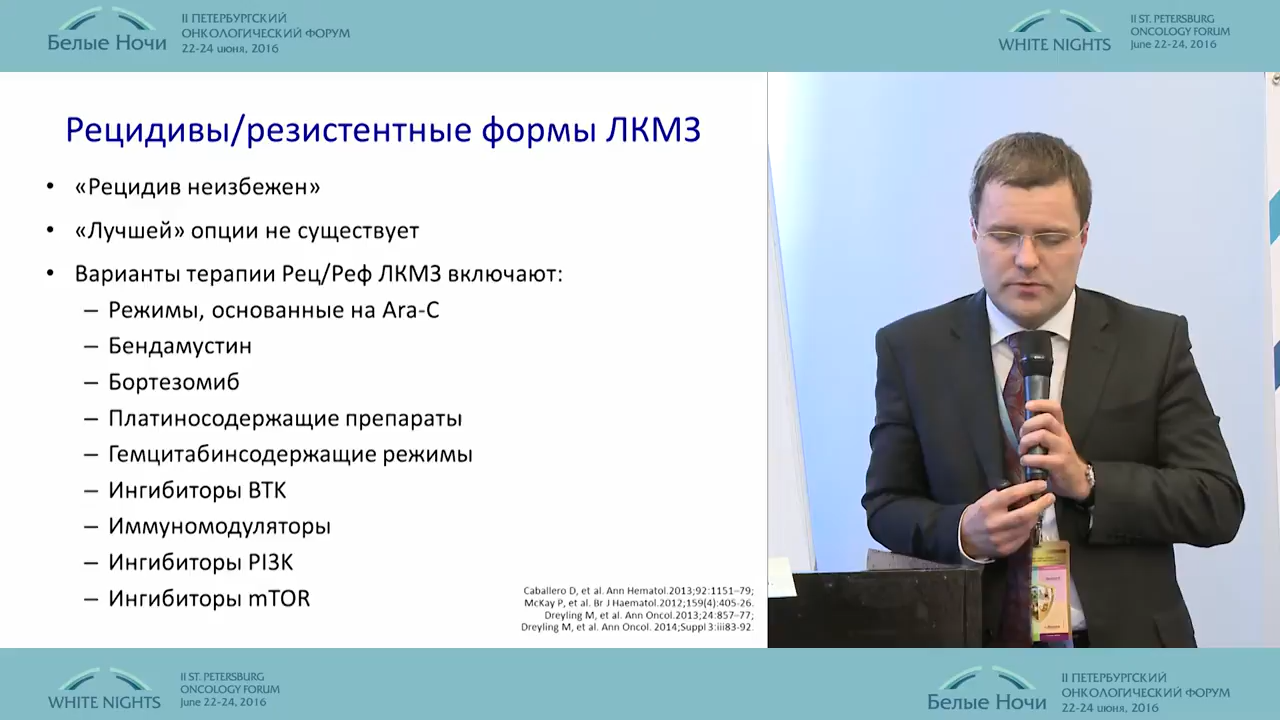 Белые Ночи
II ПЕТЕРБУРГСКИЙ
ОНКОЛОГИЧЕСКИЙ ФОРУМ
22-24 июня, 2016
WHITE NIGHTS
II ST. PETERSBURG
ONCOLOGY FORUM
June 22-24, 2016
Рецидивы/резистентные формы ЛКМЗ
• «Рецидив неизбежен»
• «Лучшей» опции не существует
• Варианты терапии Рец/Реф ЛКМЗ включают:
– Режимы, основанные на Ara-C
– Бендамустин
– Бортезомиб
– Платиносодержащие препараты
– Гемцитабинсодержащие режимы
– Ингибиторы BTK
– Иммуномодуляторы
– Ингибиторы PI3K
– Ингибиторы mTOR
Caballero D, et al. Ann Hematol.2013;92:1151–79;
McKay P, et al. Br J Haematol.2012;159(4):405-26.
Dreyling M, et al. Ann Oncol.2013;24:857–77;
Dreyling M, et al. Ann Oncol. 2014;Suppl 3:iii83-92.
WHITE NIGHTS
II ST. PETERSBURG
ONCOLOGY FORUM
June 22-24, 2016
Белые Ночи
II ПЕТЕРБУРГСКИЙ
ОНКОЛОГИЧЕСКИЙ ФОРУМ
22-24 июня, 2016